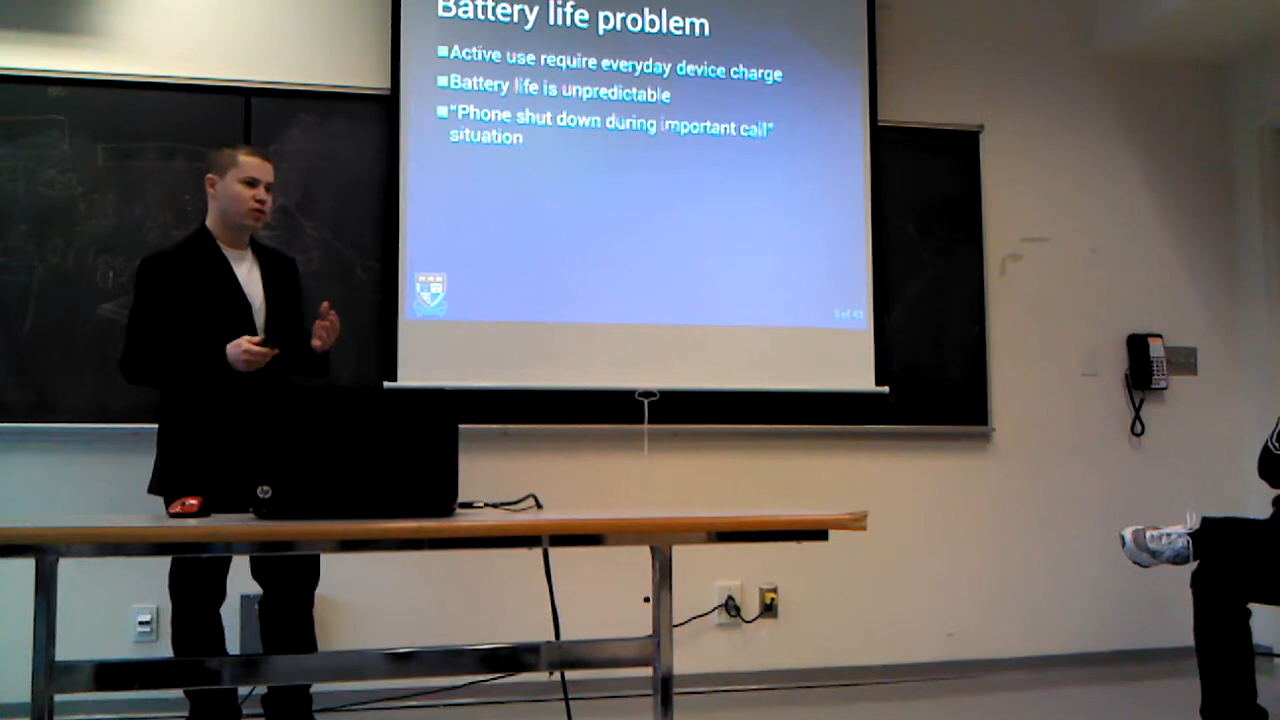 Battery life problem
■Active use require everyday device charge
■Battery life is unpredictable
■"Phone shut down during important call"
situation
hp